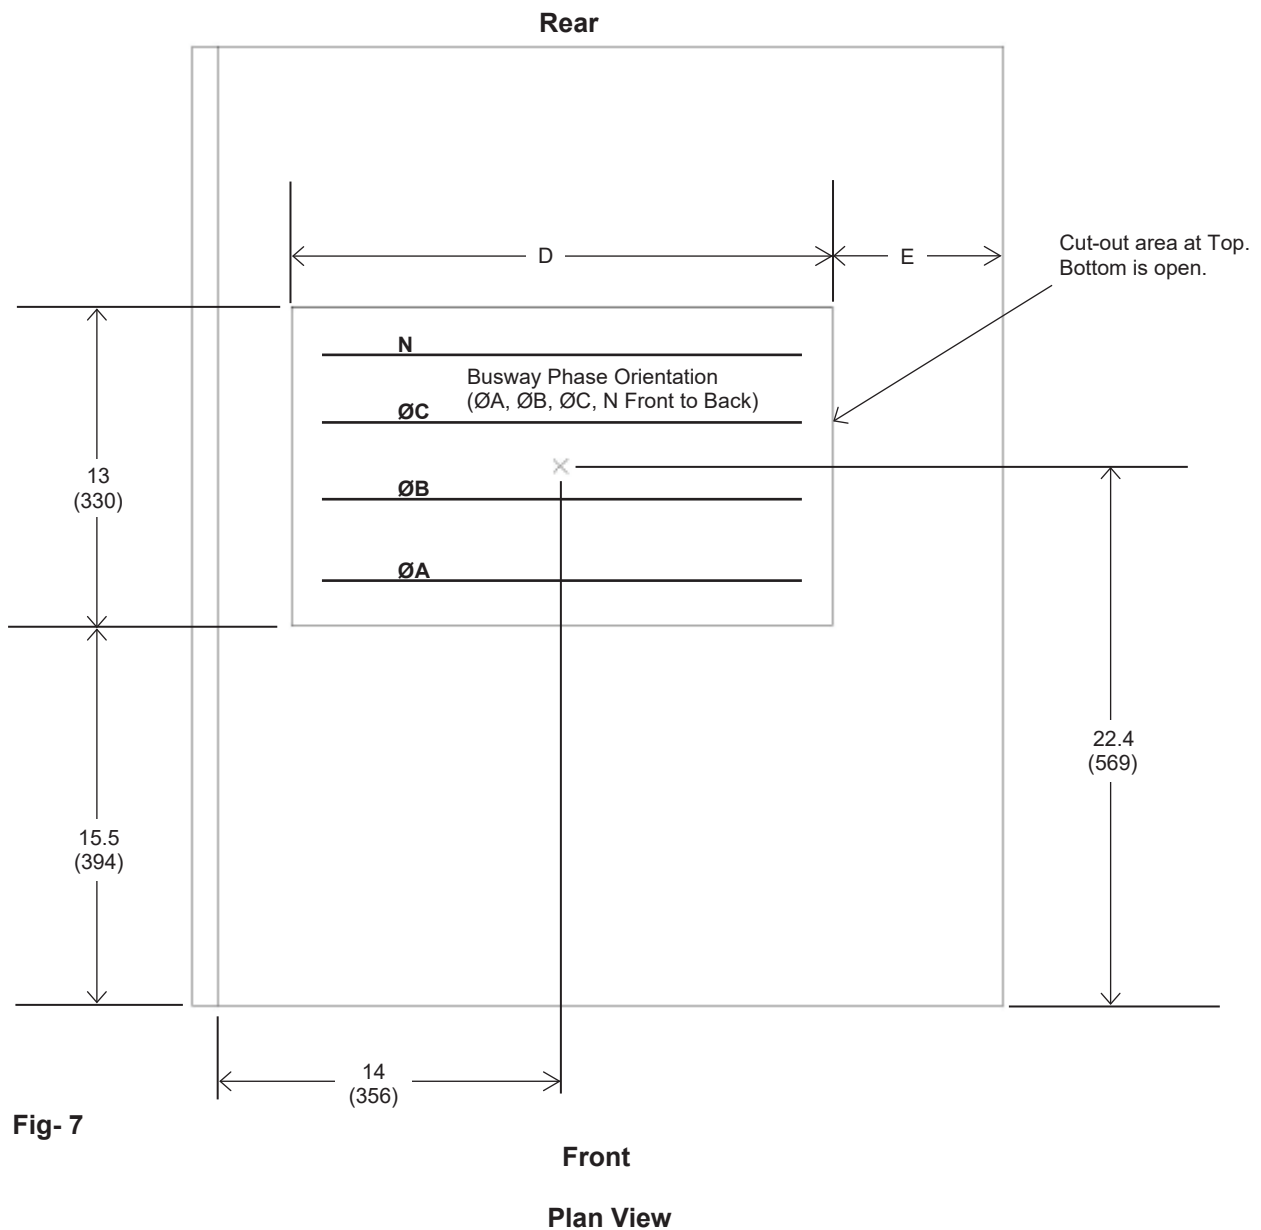 Rear
D
E
Cut-out area at Top.
Bottom is open.
N
Busway Phase Orientation
(ØA, ØB, ØC, N Front to Back)
ØC
13
(330)
ØB
ØA
22.4
(569)
15.5
(394)
14
(356)
Fig- 7
Front
Plan View